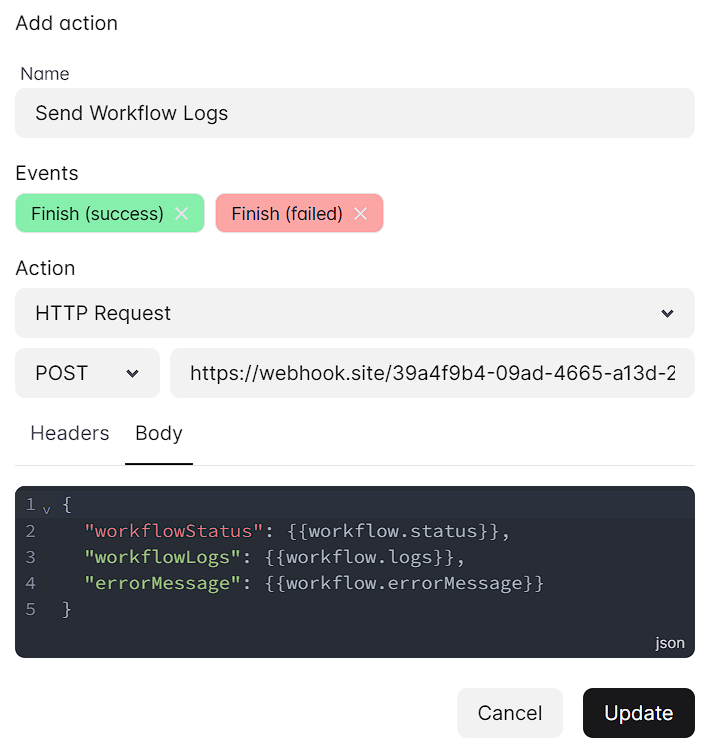 Add action
Name
Send Workflow Logs
Events
Finish (success) Finish (failed)
Action
HTTP Request
POST https://webhook.site/39a4f9b4-09ad-4665-a13d-2
Headers Body
1 {
2 "workflowStatus": {{workflow.status}},
3 "workflowLogs": {{workflow.logs}},
4 "errorMessage": {{workflow.errorMessage}}
5 }
json
Cancel Update